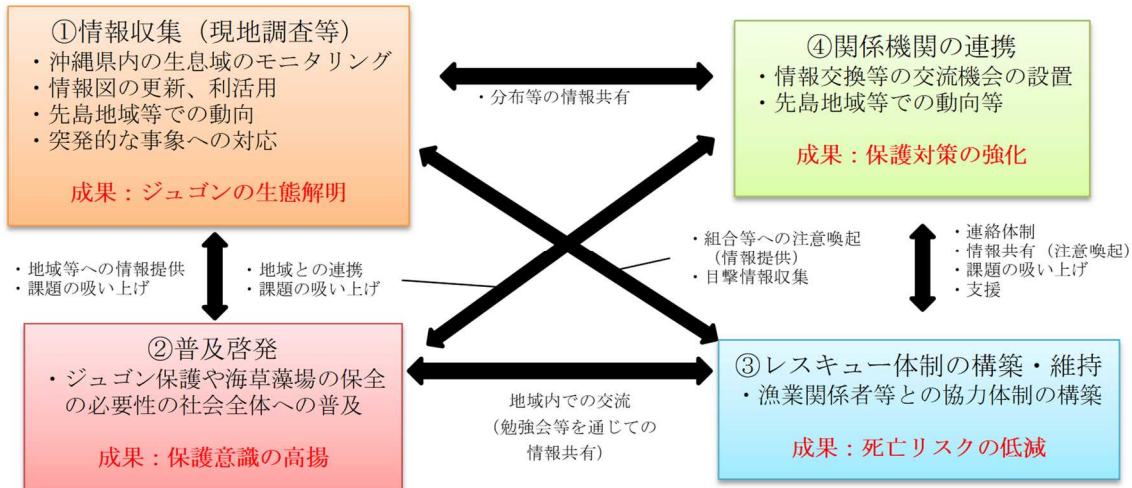 ①情報収集（現地調査等）
・沖縄県内の生息域のモニタリング
・情報図の更新、利活用
・先島地域等での動向
・突発的な事象への対応
成果：ジュゴンの生態解明
・分布等の情報共有
④関係機関の連携
・情報交換等の交流機会の設置
・先島地域等での動向等
成果：保護対策の強化
・地域等への情報提供
・課題の吸い上げ
・地域との連携
・課題の吸い上げ
・組合等への注意喚起
（情報提供）
・目撃情報収集
・連絡体制
・情報共有（注意喚起）
・課題の吸い上げ
・支援
②普及啓発
・ジュゴン保護や海草藻場の保全
の必要性の社会全体への普及
成果：保護意識の高揚
地域内での交流
（勉強会等を通じての
情報共有）
③レスキュー体制の構築・維持
・漁業関係者等との協力体制の構築
成果：死亡リスクの低減